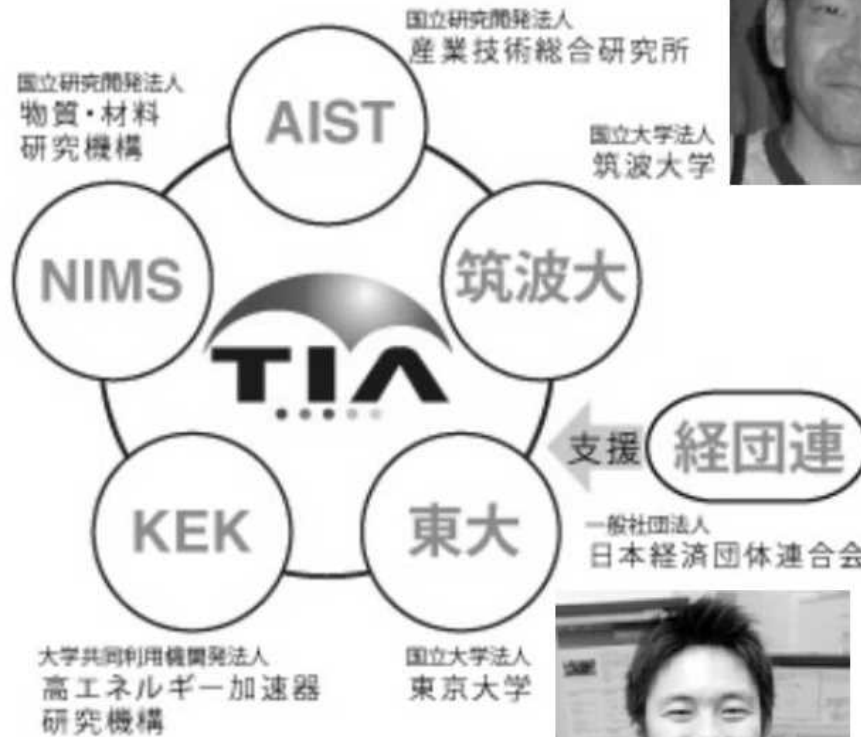 国立研究開発法人
産業技術総合研究所
国立研究開発法人
物質・材料
研究機構
AIST
国立大学法人
筑波大学
NIMS
筑波大
TIA
支援
経団連
KEK
東大
一般社団法人
日本経済団体連合会
大学共同利用機関発法人
高エネルギー加速器
研究機構
国立大学法人
東京大学